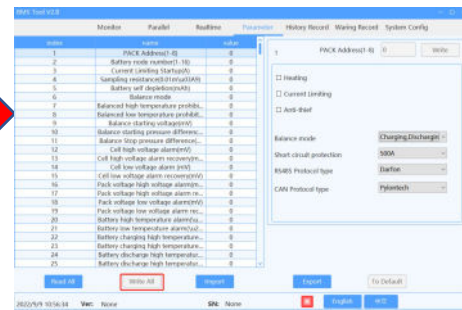 BMS Tool V2.0
Monitor Parallel Realtime Parameter History Record Waring Record System Config
index name value
1 PACK Address(1-8) 0
2 Battery node number(1-16) 0
3 Current Limiting Startup(A) 0
4 Sampling resistance(0.01m\u03A9) 0
5 Battery self depletion(mAh) 0
6 Balance mode 0
7 Balanced high temperature prohibi... 0
8 Balanced low temperature prohibit... 0
9 Balance starting voltage(mV) 0
10 Balance starting pressure differenc... 0
11 Balance Stop pressure difference(... 0
12 Cell high voltage alarm(mV) 0
13 Cell high voltage alarm recovery(m... 0
14 Cell low voltage alarm (mV) 0
15 Cell low voltage alarm recovery(mV) 0
16 Pack voltage high voltage alarm(m... 0
17 Pack voltage high voltage alarm re... 0
18 Pack voltage low voltage alarm(mV) 0
19 Pack voltage low voltage alarm rec... 0
20 Battery high temperature alarm(\u... 0
21 Battery low temperature alarm(\u2... 0
22 Battery charging high temperature... 0
23 Battery charging high temperature... 0
24 Battery discharge high temperatur... 0
25 Battery discharge high temperatur... 0
1 PACK Address(1-8) 0 Write
Heating
Current Limiting
Anti-thief
Balance mode Charging,Dischargin
Short circuit protection 500A
RS485 Protocol type Darfon
CAN Protocol type Pylontech
Read All Write All Import Export To Default
2022/9/9 10:56:34 Ver: None SN: None English 中文